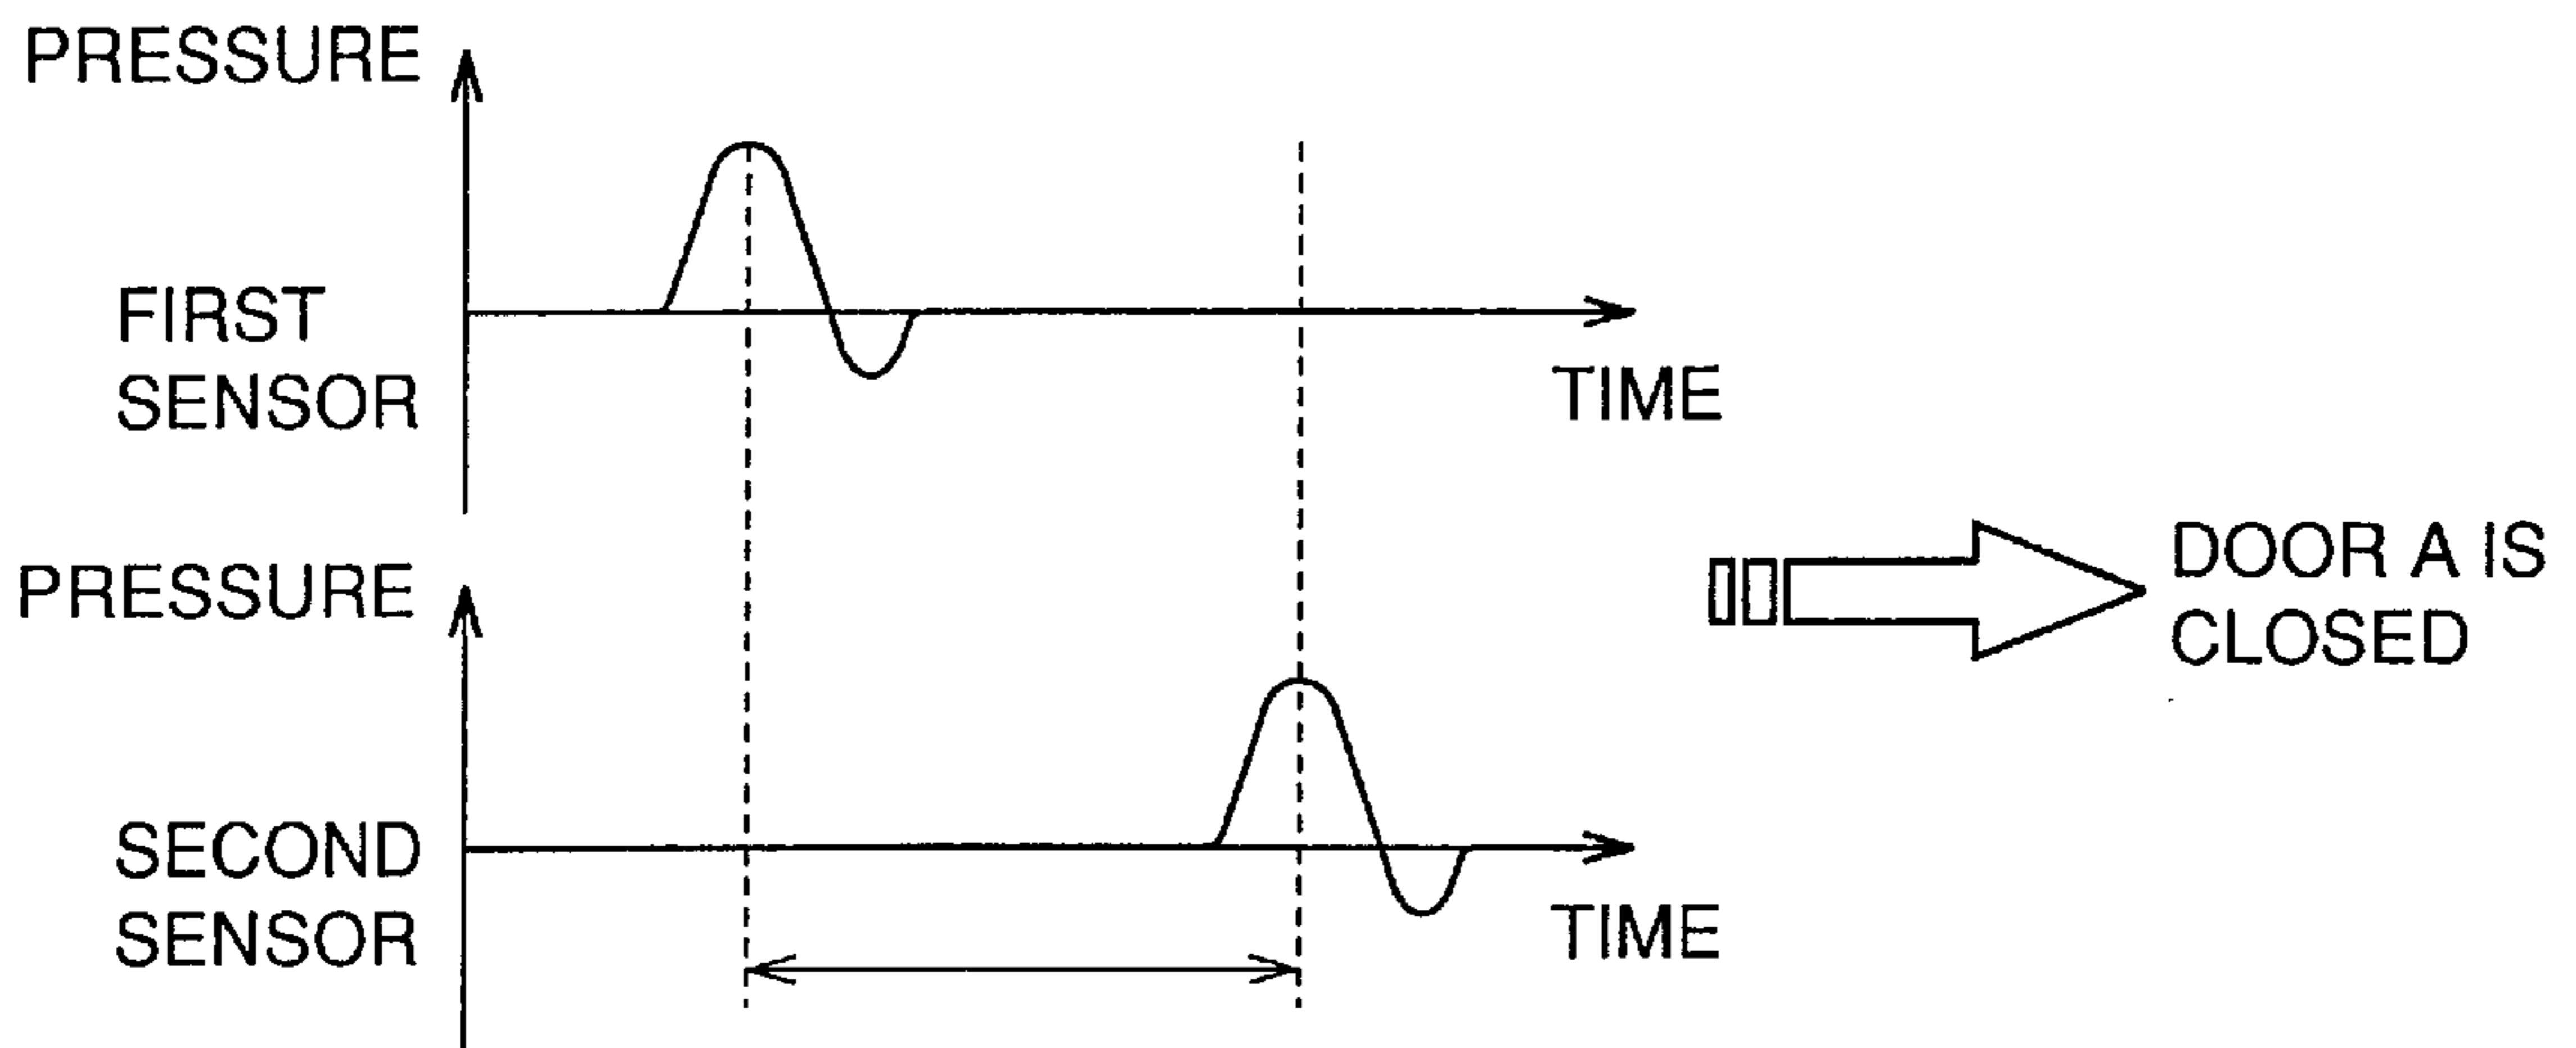 PRESSURE
FIRST
SENSOR
TIME
PRESSURE
SECOND
SENSOR
TIME
DOOR A IS
CLOSED